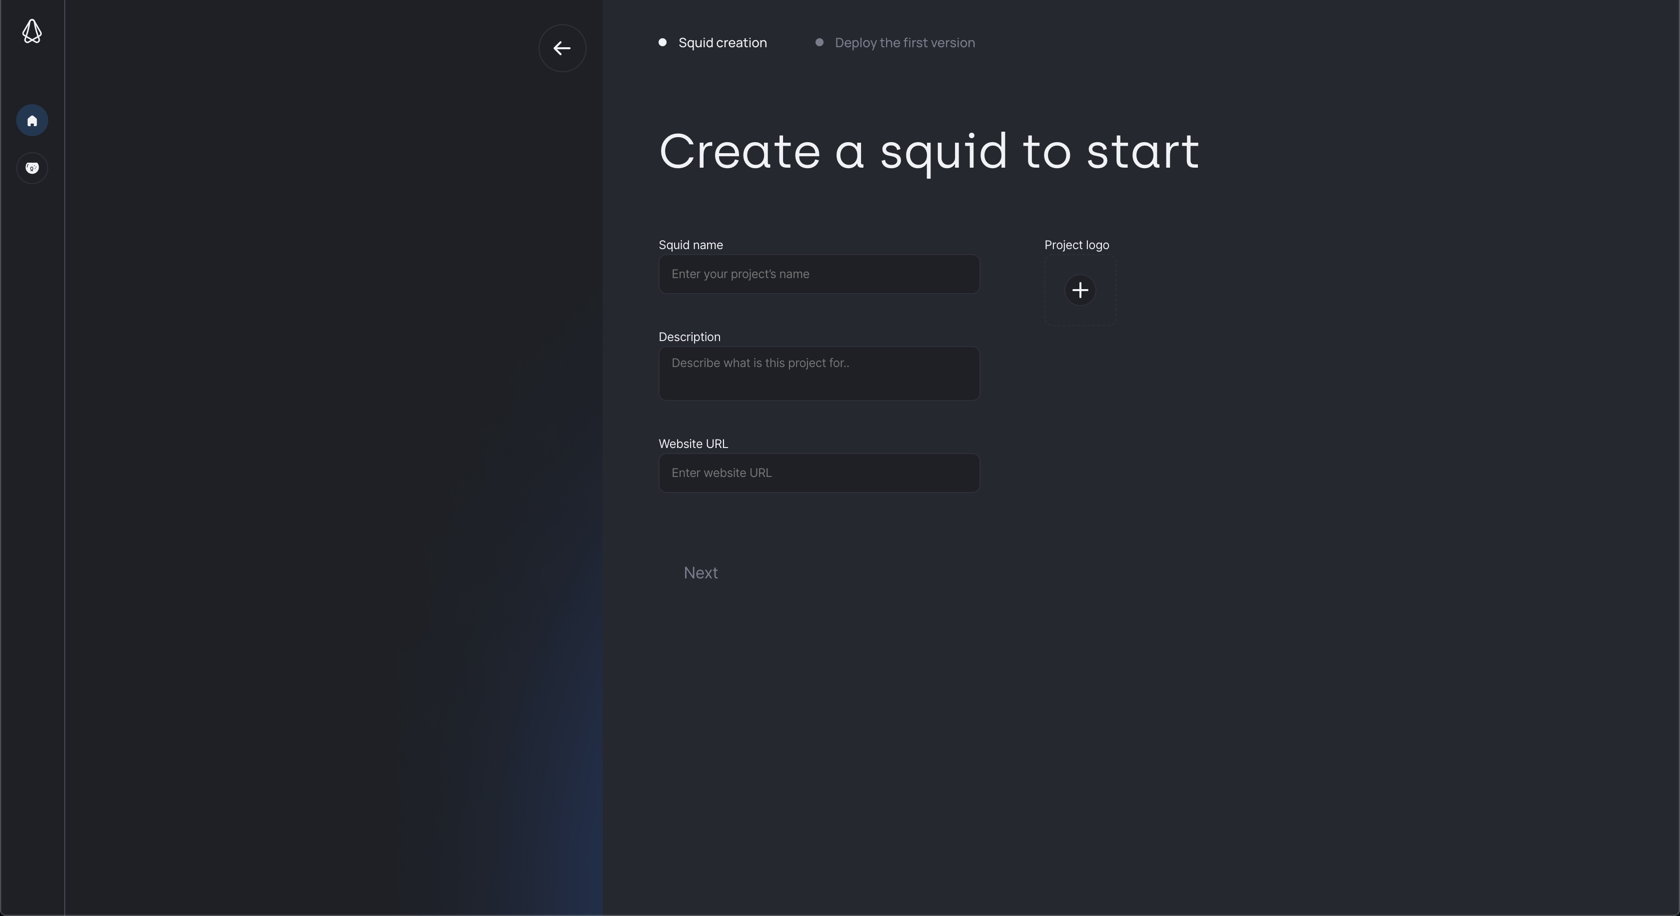 Squid creation
Deploy the first version
Create a squid to start
Squid name
Enter your project's name
Project logo
Description
Describe what is this project for..
Website URL
Enter website URL
Next